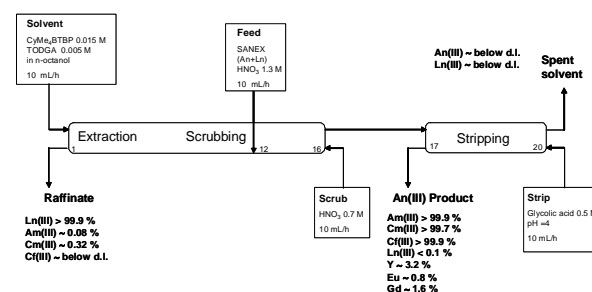 Solvent
CyMe₄BTBP 0.015 M
TODGA 0.005 M
in n-octanol
10 mL/h
Feed
SANEX
(An+Ln)
HNO₃ 1.3 M
10 mL/h
An(III) ~ below d.l.
Ln(III) ~ below d.l.
Spent
solvent
Extraction Scrubbing
1 12 16
Stripping
17 20
Raffinate
Ln(III) > 99.9 %
Am(III) ~ 0.08 %
Cm(III) ~ 0.32 %
Cf(III) ~ below d.l.
Scrub
HNO₃ 0.7 M
10 mL/h
An(III) Product
Am(III) > 99.9 %
Cm(III) > 99.7 %
Cf(III) > 99.9 %
Ln(III) < 0.1 %
Y ~ 3.2 %
Eu ~ 0.8 %
Gd ~ 1.6 %
Strip
Glycolic acid 0.5 M
pH =4
10 mL/h